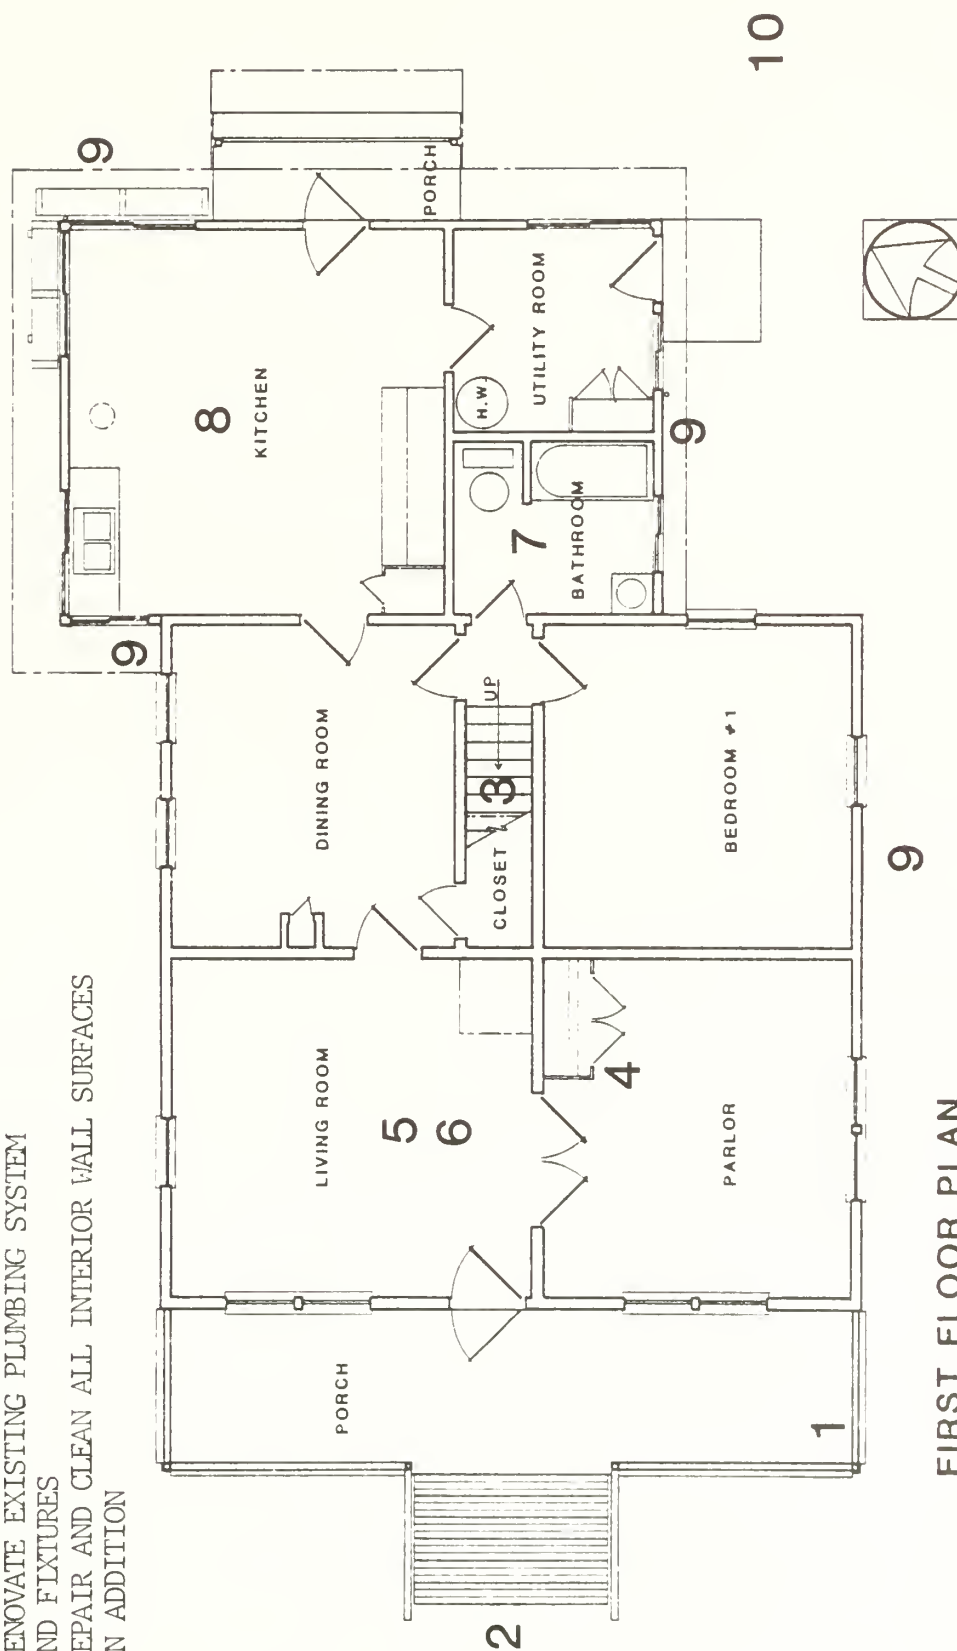 ENOVATE EXISTING PLUMBING SYSTEM
ND FIXTURES
EPAIR AND CLEAN ALL INTERIOR WALL SURFACES
N ADDITION
10
9
PORCH
8
KITCHEN
UTILITY ROOM
H.W.
9
7
BATHROOM
9
DINING ROOM
UP
3
CLOSET
BEDROOM #1
9
LIVING ROOM
5
6
4
PARLOR
PORCH
1
2
FIRST FLOOR PLAN